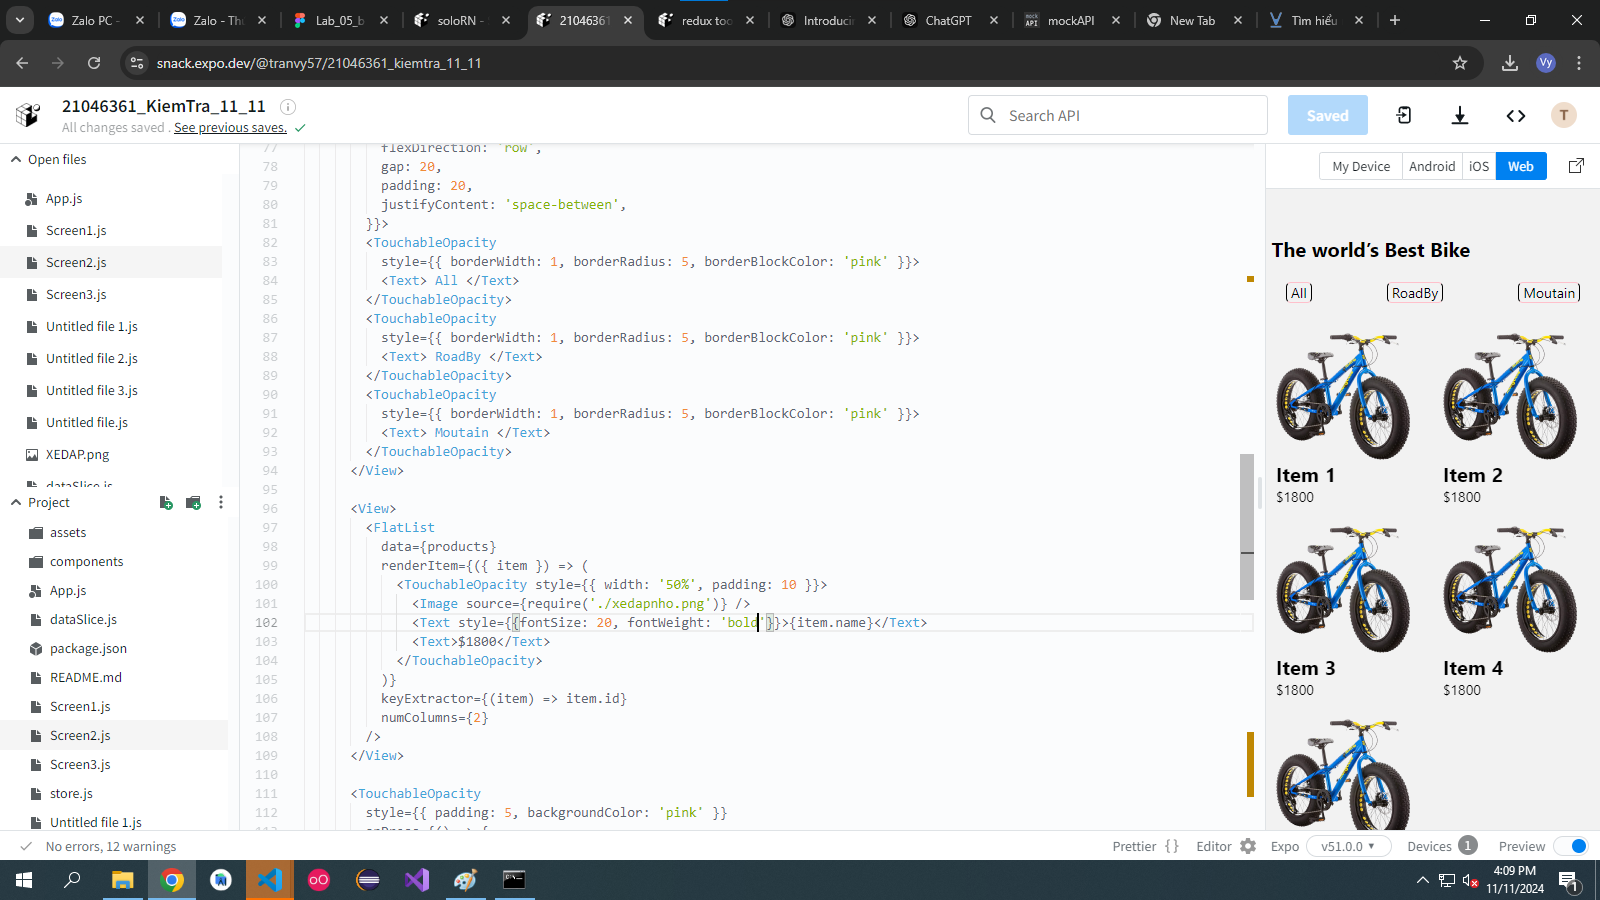 Zalo PC -
Zalo - Thu
Lab_05_b
soloRN -
21046361
redux too
Introducin
ChatGPT
mockAPI
New Tab
Tìm hiểu
snack.expo.dev/@tranvy57/21046361_kiemtra_11_11
Vy
21046361_KiemTra_11_11
All changes saved . See previous saves.
Search API
Saved
T
Open files
App.js
Screen1.js
Screen2.js
Screen3.js
Untitled file 1.js
Untitled file 2.js
Untitled file 3.js
Untitled file.js
XEDAP.png
dataSlice.js
Project
assets
components
App.js
dataSlice.js
package.json
README.md
Screen1.js
Screen2.js
Screen3.js
store.js
Untitled file 1.js
77 flexDirection: 'row',
78 gap: 20,
79 padding: 20,
80 justifyContent: 'space-between',
81 }}>
82 <TouchableOpacity
83 style={{ borderWidth: 1, borderRadius: 5, borderBlockColor: 'pink' }}>
84 <Text> All </Text>
85 </TouchableOpacity>
86 <TouchableOpacity
87 style={{ borderWidth: 1, borderRadius: 5, borderBlockColor: 'pink' }}>
88 <Text> RoadBy </Text>
89 </TouchableOpacity>
90 <TouchableOpacity
91 style={{ borderWidth: 1, borderRadius: 5, borderBlockColor: 'pink' }}>
92 <Text> Moutain </Text>
93 </TouchableOpacity>
94 </View>
95
96 <View>
97 <FlatList
98 data={products}
99 renderItem={({ item }) => (
100 <TouchableOpacity style={{ width: '50%', padding: 10 }}>
101 <Image source={require('./xedapnho.png')} />
102 <Text style={{fontSize: 20, fontWeight: 'bold'}}>{item.name}</Text>
103 <Text>$1800</Text>
104 </TouchableOpacity>
105 )}
106 keyExtractor={(item) => item.id}
107 numColumns={2}
108 />
109 </View>
110
111 <TouchableOpacity
112 style={{ padding: 5, backgroundColor: 'pink' }}
113 onPress={() => {
My Device
Android
iOS
Web
The world's Best Bike
All
RoadBy
Moutain
Item 1
Item 2
$1800
$1800
Item 3
Item 4
$1800
$1800
No errors, 12 warnings
Prettier { }
Editor
Expo
v51.0.0
Devices 1
Preview
4:09 PM
11/11/2024
1